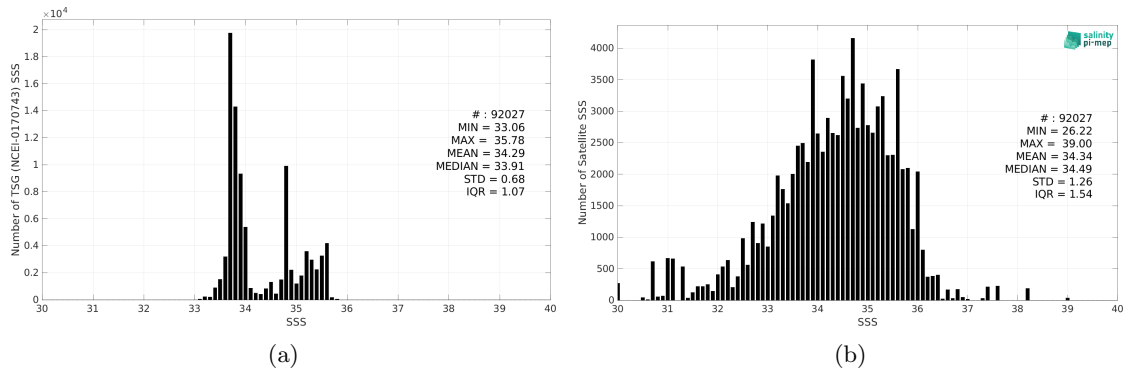 ×10⁴
2
1.8
1.6
1.4
1.2
1
0.8
0.6
0.4
0.2
0
Number of TSG (NCEI-0170743) SSS
# : 92027
MIN = 33.06
MAX = 35.78
MEAN = 34.29
MEDIAN = 33.91
STD = 0.68
IQR = 1.07
30 31 32 33 34 35 36 37 38 39 40
SSS
(a)
salinity
pi-mep
4000
3500
3000
2500
2000
1500
1000
500
0
Number of Satellite SSS
# : 92027
MIN = 26.22
MAX = 39.00
MEAN = 34.34
MEDIAN = 34.49
STD = 1.26
IQR = 1.54
30 31 32 33 34 35 36 37 38 39 40
SSS
(b)